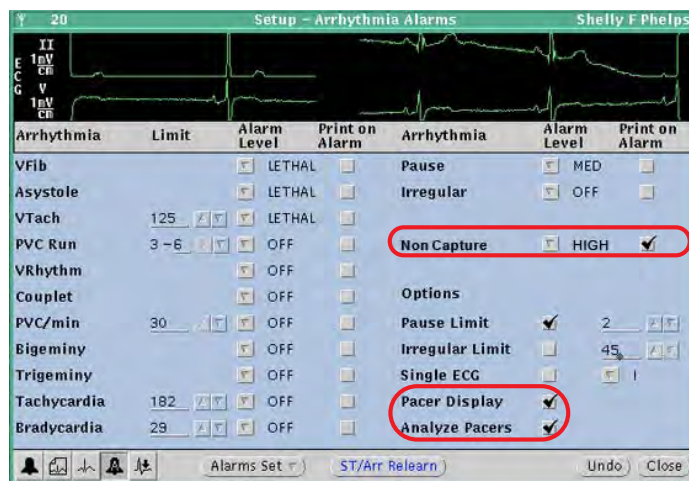 20 Setup - Arrhythmia Alarms Shelly F Phelps
E C G
II
1mV
cm
V
1mV
cm
Arrhythmia Limit Alarm Level Print on Alarm Arrhythmia Alarm Level Print on Alarm
VFib LETHAL Pause MED
Asystole LETHAL Irregular OFF
VTach 125 LETHAL
PVC Run 3-6 OFF Non Capture HIGH
VRhythm OFF
Couplet OFF Options
PVC/min 30 OFF Pause Limit 2
Bigeminy OFF Irregular Limit 45
Trigeminy OFF Single ECG I
Tachycardia 182 OFF Pacer Display
Bradycardia 29 OFF Analyze Pacers
Alarms Set ST/Arr Relearn Undo Close